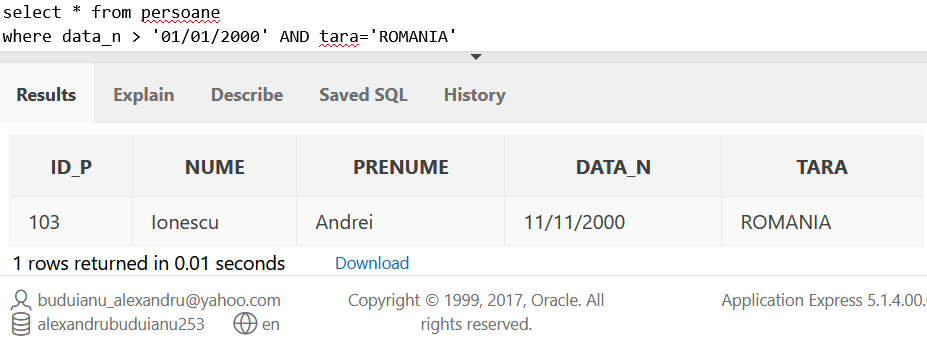 select * from persoane
where data_n > '01/01/2000' AND tara='ROMANIA'
Results Explain Describe Saved SQL History
ID_P NUME PRENUME DATA_N TARA
103 Ionescu Andrei 11/11/2000 ROMANIA
1 rows returned in 0.01 seconds Download
buduianu_alexandru@yahoo.com
alexandrubuduianu253 en
Copyright © 1999, 2017, Oracle. All
rights reserved.
Application Express 5.1.4.00.